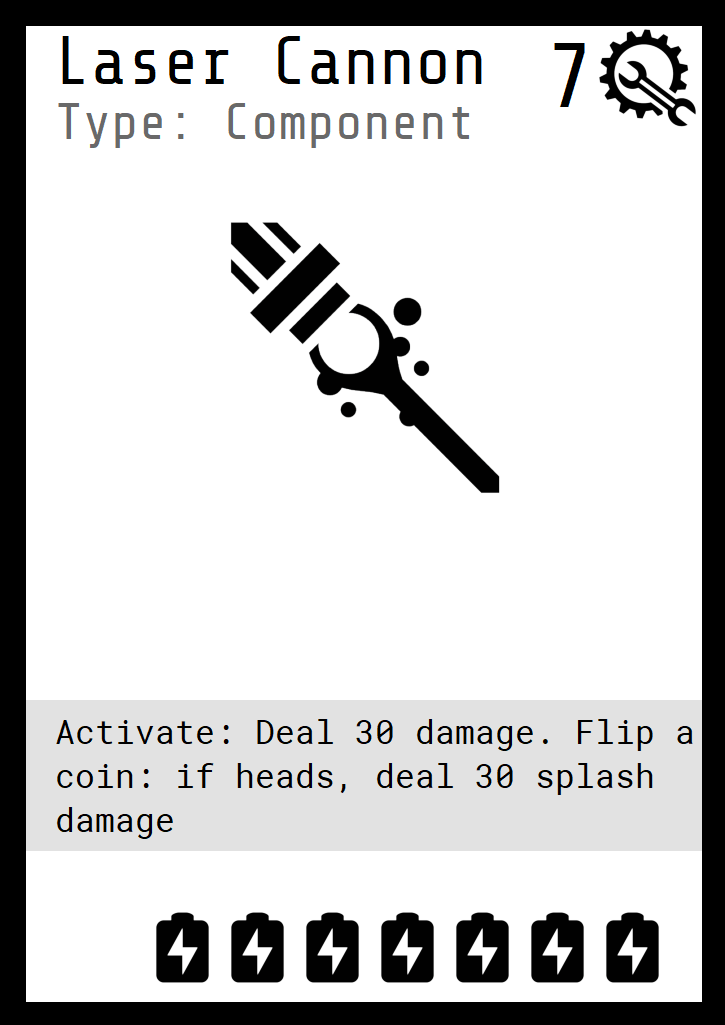 Laser Cannon 7
Type: Component
Activate: Deal 30 damage. Flip a
coin: if heads, deal 30 splash
damage